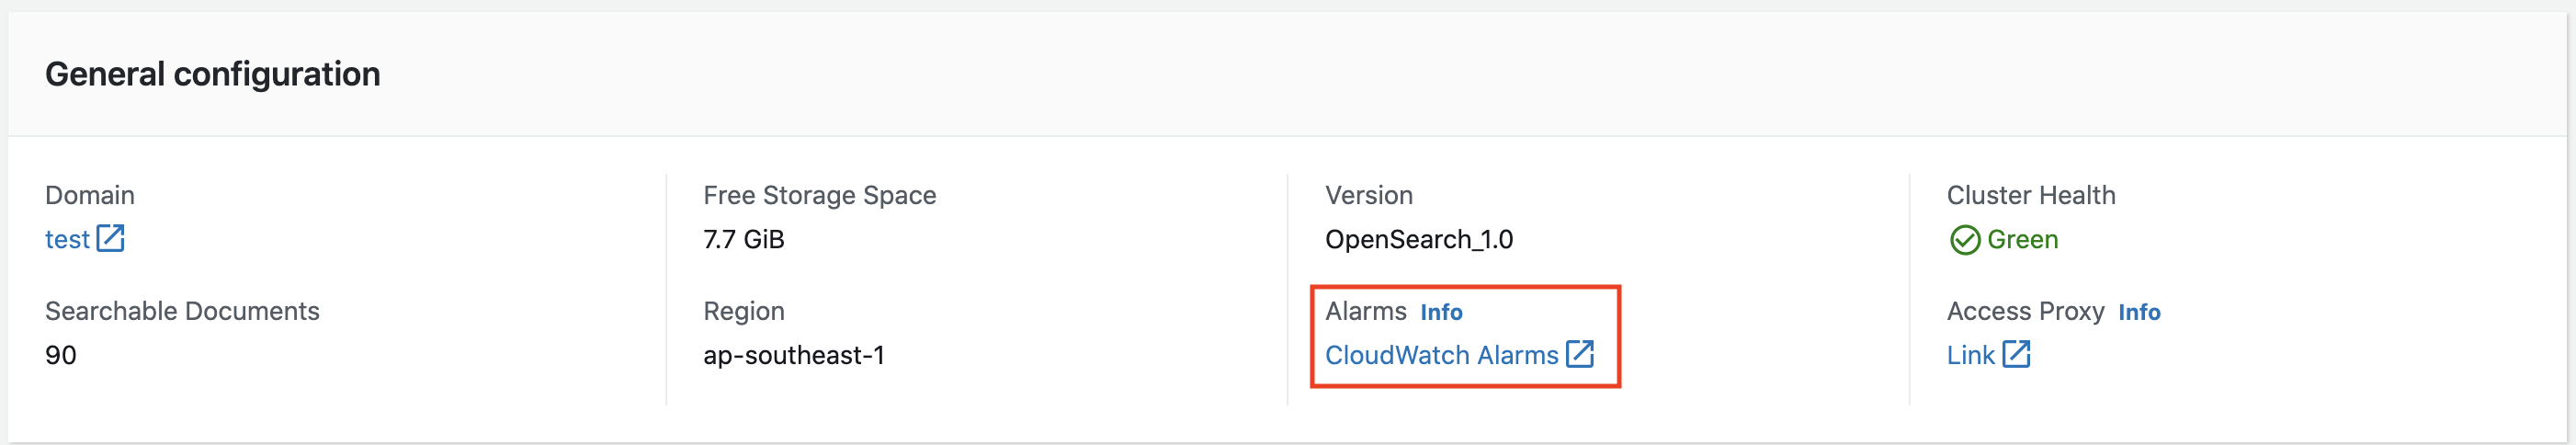 General configuration
Domain
test
Searchable Documents
90
Free Storage Space
7.7 GiB
Region
ap-southeast-1
Version
OpenSearch_1.0
Alarms Info
CloudWatch Alarms
Cluster Health
Green
Access Proxy Info
Link